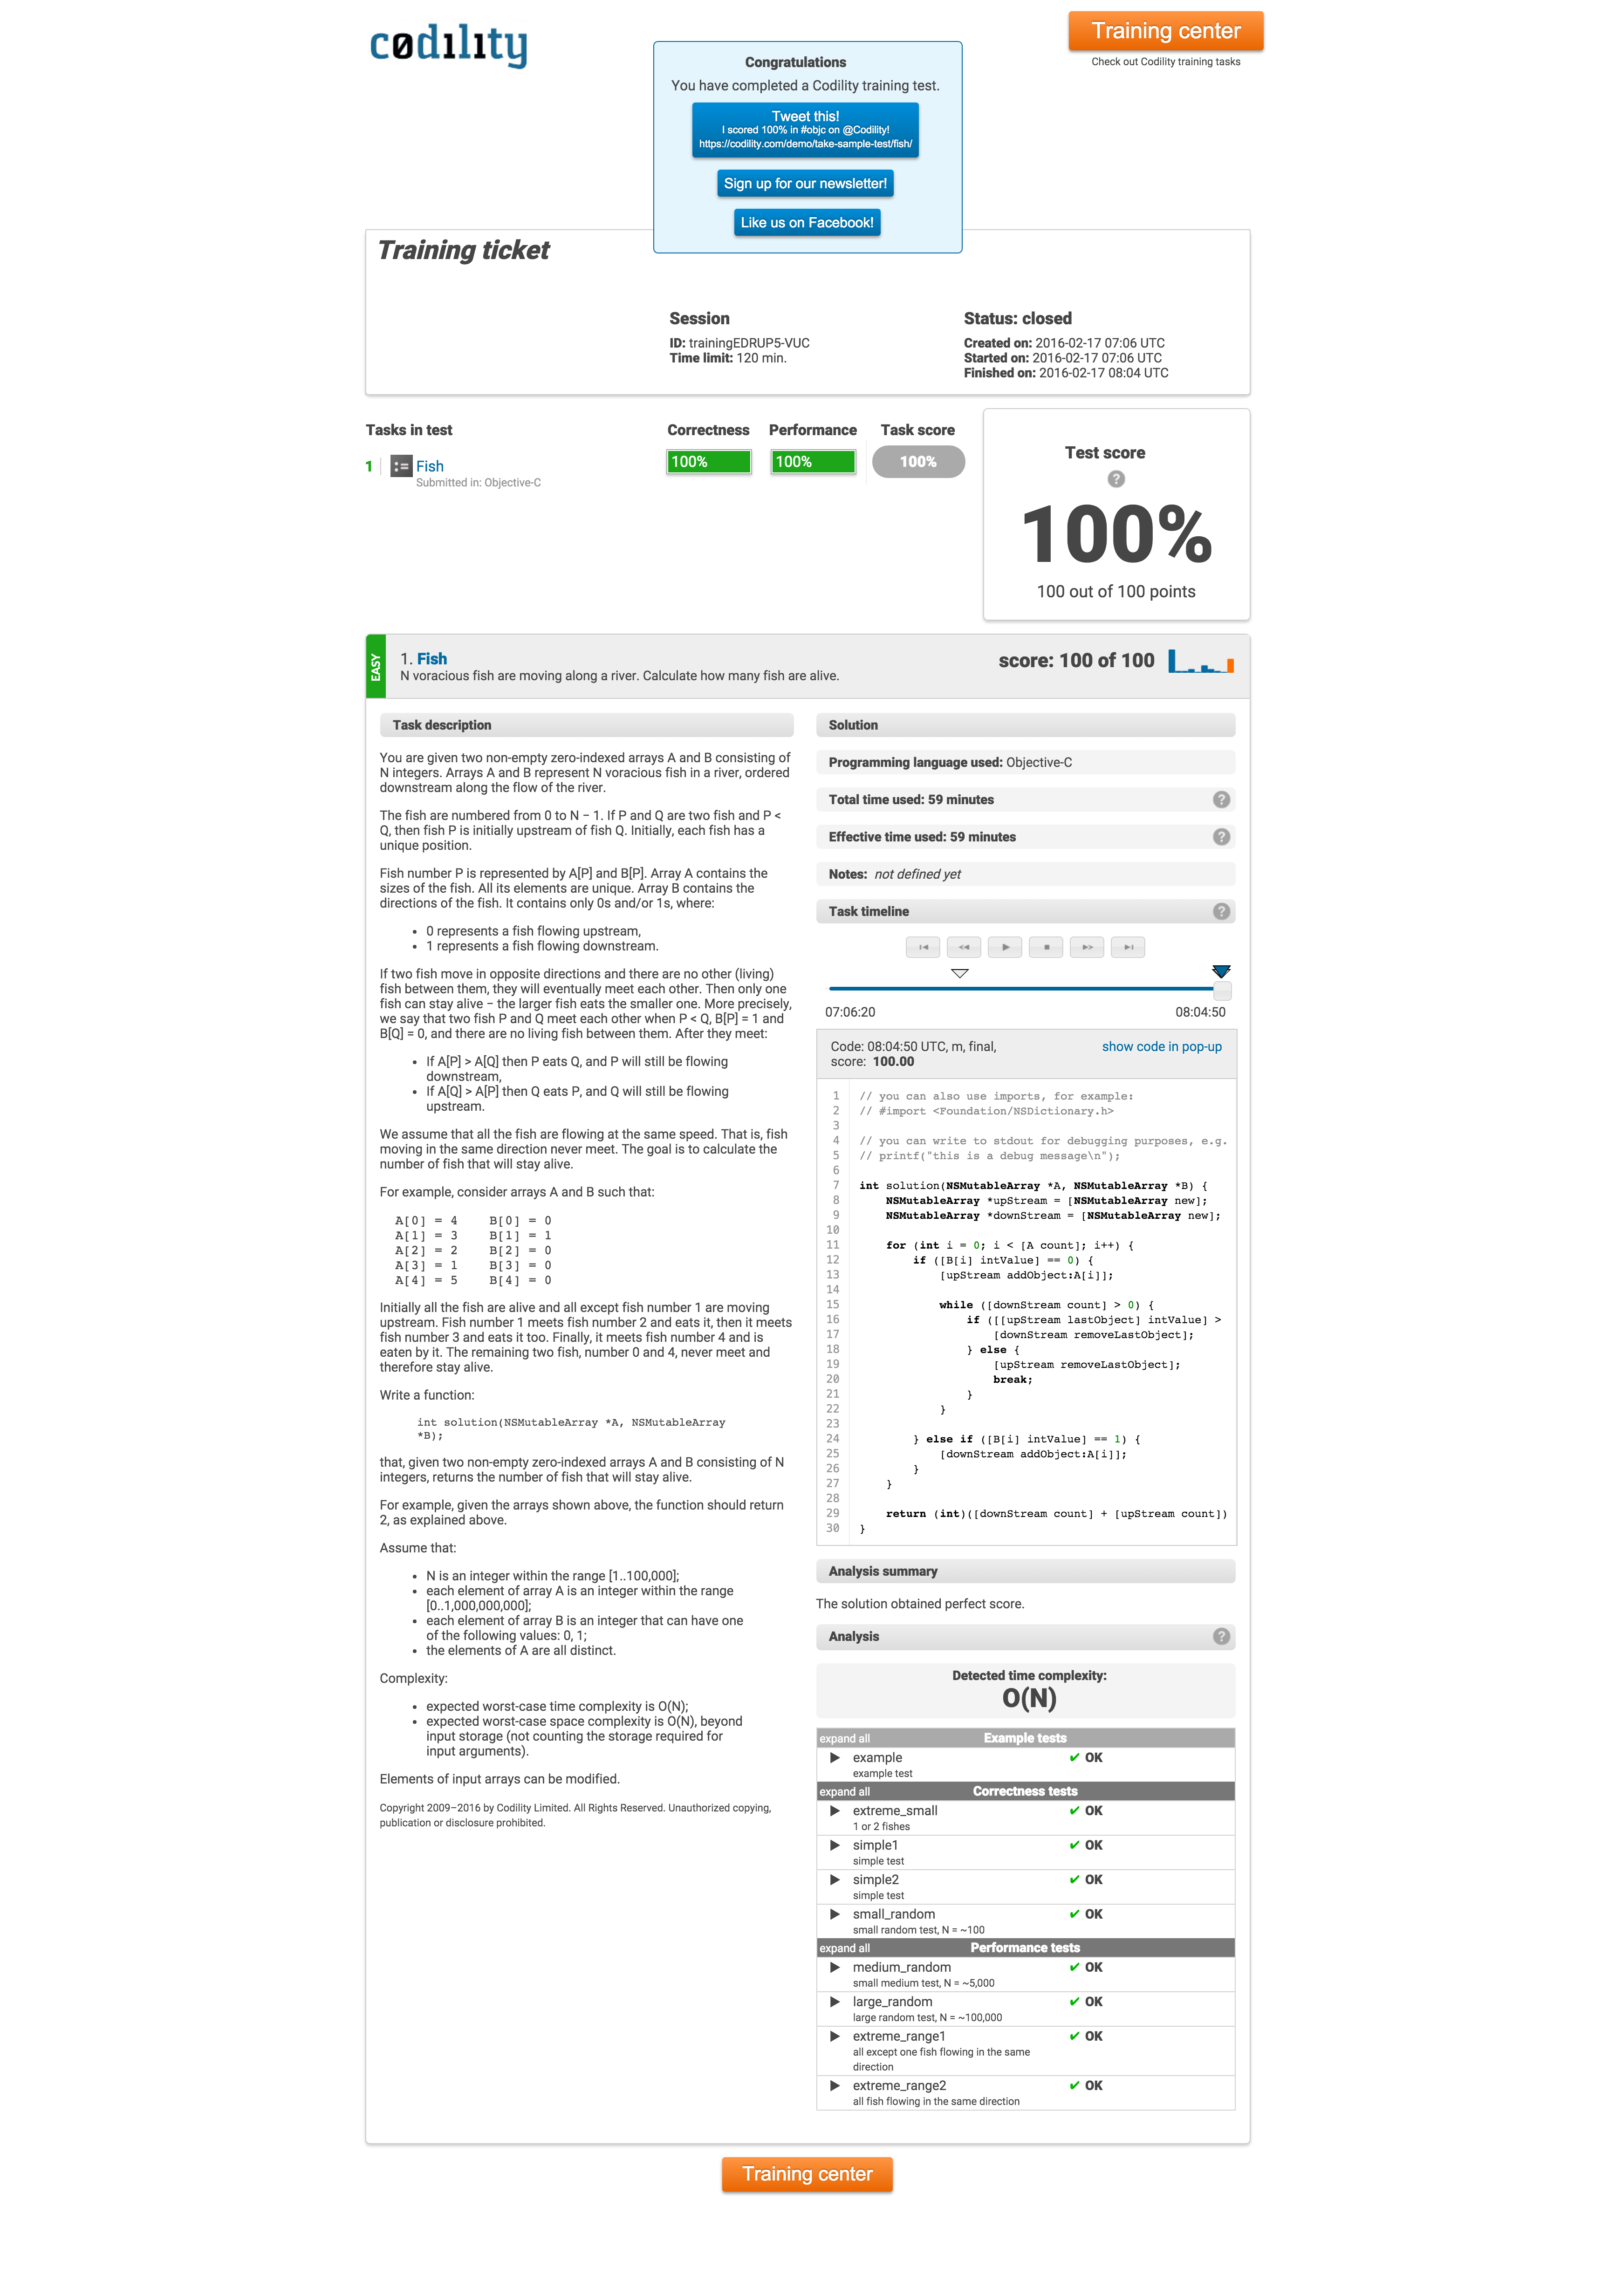 codility
Training center
Check out Codility training tasks
Congratulations
You have completed a Codility training test.
Tweet this!
I scored 100% in #objc on @Codility!
https://codility.com/demo/take-sample-test/fish/
Sign up for our newsletter!
Like us on Facebook!
Training ticket
Session
ID: trainingEDRUP5-VUC
Time limit: 120 min.
Status: closed
Created on: 2016-02-17 07:06 UTC
Started on: 2016-02-17 07:06 UTC
Finished on: 2016-02-17 08:04 UTC
Tasks in test
Correctness
Performance
Task score
1
Fish
Submitted in: Objective-C
100%
100%
100%
Test score
?
100%
100 out of 100 points
EASY
1. Fish
N voracious fish are moving along a river. Calculate how many fish are alive.
score: 100 of 100
Task description
You are given two non-empty zero-indexed arrays A and B consisting of
N integers. Arrays A and B represent N voracious fish in a river, ordered
downstream along the flow of the river.
The fish are numbered from 0 to N − 1. If P and Q are two fish and P <
Q, then fish P is initially upstream of fish Q. Initially, each fish has a
unique position.
Fish number P is represented by A[P] and B[P]. Array A contains the
sizes of the fish. All its elements are unique. Array B contains the
directions of the fish. It contains only 0s and/or 1s, where:
• 0 represents a fish flowing upstream,
• 1 represents a fish flowing downstream.
If two fish move in opposite directions and there are no other (living)
fish between them, they will eventually meet each other. Then only one
fish can stay alive − the larger fish eats the smaller one. More precisely,
we say that two fish P and Q meet each other when P < Q, B[P] = 1 and
B[Q] = 0, and there are no living fish between them. After they meet:
• If A[P] > A[Q] then P eats Q, and P will still be flowing
downstream,
• If A[Q] > A[P] then Q eats P, and Q will still be flowing
upstream.
We assume that all the fish are flowing at the same speed. That is, fish
moving in the same direction never meet. The goal is to calculate the
number of fish that will stay alive.
For example, consider arrays A and B such that:
A[0] = 4    B[0] = 0
A[1] = 3    B[1] = 1
A[2] = 2    B[2] = 0
A[3] = 1    B[3] = 0
A[4] = 5    B[4] = 0
Initially all the fish are alive and all except fish number 1 are moving
upstream. Fish number 1 meets fish number 2 and eats it, then it meets
fish number 3 and eats it too. Finally, it meets fish number 4 and is
eaten by it. The remaining two fish, number 0 and 4, never meet and
therefore stay alive.
Write a function:
int solution(NSMutableArray *A, NSMutableArray
*B);
that, given two non-empty zero-indexed arrays A and B consisting of N
integers, returns the number of fish that will stay alive.
For example, given the arrays shown above, the function should return
2, as explained above.
Assume that:
• N is an integer within the range [1..100,000];
• each element of array A is an integer within the range
[0..1,000,000,000];
• each element of array B is an integer that can have one
of the following values: 0, 1;
• the elements of A are all distinct.
Complexity:
• expected worst-case time complexity is O(N);
• expected worst-case space complexity is O(N), beyond
input storage (not counting the storage required for
input arguments).
Elements of input arrays can be modified.
Copyright 2009–2016 by Codility Limited. All Rights Reserved. Unauthorized copying,
publication or disclosure prohibited.
Solution
Programming language used: Objective-C
Total time used: 59 minutes ?
Effective time used: 59 minutes ?
Notes: not defined yet
Task timeline ?
07:06:20
08:04:50
Code: 08:04:50 UTC, m, final,
score: 100.00
show code in pop-up
1 // you can also use imports, for example:
2 // #import <Foundation/NSDictionary.h>
3
4 // you can write to stdout for debugging purposes, e.g.
5 // printf("this is a debug message\n");
6
7 int solution(NSMutableArray *A, NSMutableArray *B) {
8     NSMutableArray *upStream = [NSMutableArray new];
9     NSMutableArray *downStream = [NSMutableArray new];
10
11     for (int i = 0; i < [A count]; i++) {
12         if ([B[i] intValue] == 0) {
13             [upStream addObject:A[i]];
14
15             while ([downStream count] > 0) {
16                 if ([[upStream lastObject] intValue] >
17                     [downStream removeLastObject];
18                 } else {
19                     [upStream removeLastObject];
20                     break;
21                 }
22             }
23
24         } else if ([B[i] intValue] == 1) {
25             [downStream addObject:A[i]];
26         }
27     }
28
29     return (int)([downStream count] + [upStream count])
30 }
Analysis summary
The solution obtained perfect score.
Analysis ?
Detected time complexity:
O(N)
expand all Example tests
example ✔ OK
example test
expand all Correctness tests
extreme_small ✔ OK
1 or 2 fishes
simple1 ✔ OK
simple test
simple2 ✔ OK
simple test
small_random ✔ OK
small random test, N = ~100
expand all Performance tests
medium_random ✔ OK
small medium test, N = ~5,000
large_random ✔ OK
large random test, N = ~100,000
extreme_range1 ✔ OK
all except one fish flowing in the same
direction
extreme_range2 ✔ OK
all fish flowing in the same direction
Training center